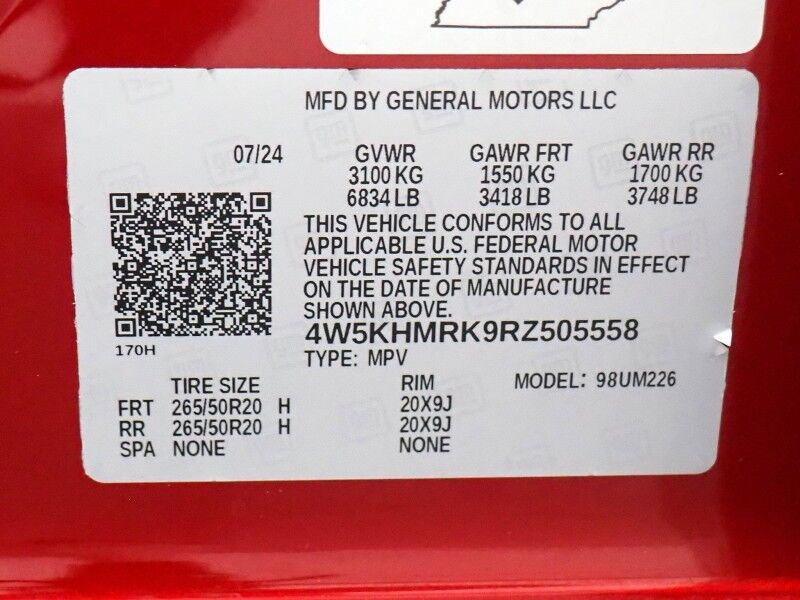 MFD BY GENERAL MOTORS LLC
07/24 GVWR GAWR FRT GAWR RR
3100 KG 1550 KG 1700 KG
6834 LB 3418 LB 3748 LB
THIS VEHICLE CONFORMS TO ALL
APPLICABLE U.S. FEDERAL MOTOR
VEHICLE SAFETY STANDARDS IN EFFECT
ON THE DATE OF MANUFACTURE
SHOWN ABOVE.
4W5KHMRK9RZ505558
170H
TYPE: MPV
TIRE SIZE RIM MODEL: 98UM226
FRT 265/50R20 H 20X9J
RR 265/50R20 H 20X9J
SPA NONE NONE